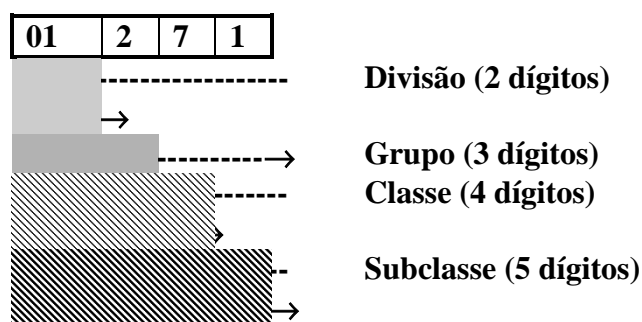 01 2 7 1
Divisão (2 dígitos)
Grupo (3 dígitos)
Classe (4 dígitos)
Subclasse (5 dígitos)